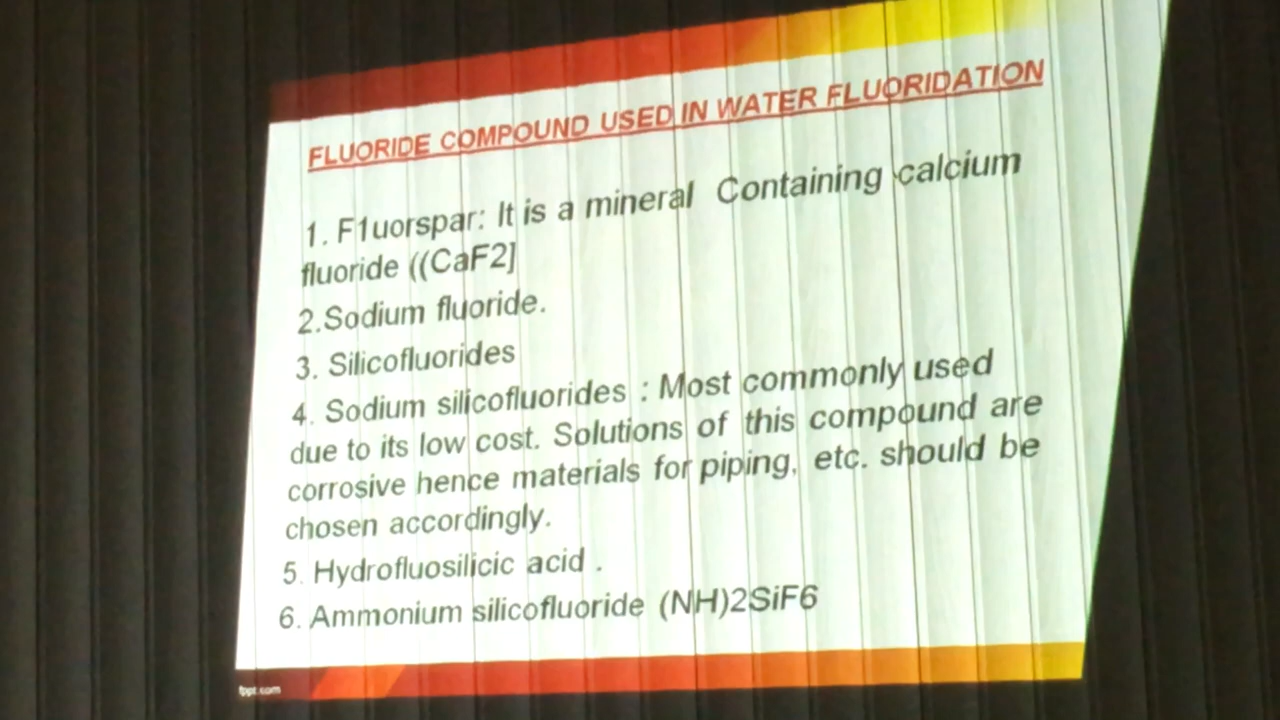 FLUORIDE COMPOUND USED IN WATER FLUORIDATION
1. F1uorspar: It is a mineral Containing calcium
fluoride ((CaF2]
2.Sodium fluoride.
3. Silicofluorides
4. Sodium silicofluorides : Most commonly used
due to its low cost. Solutions of this compound are
corrosive hence materials for piping, etc. should be
chosen accordingly.
5. Hydrofluosilicic acid .
6. Ammonium silicofluoride (NH)2SiF6
fppt.com